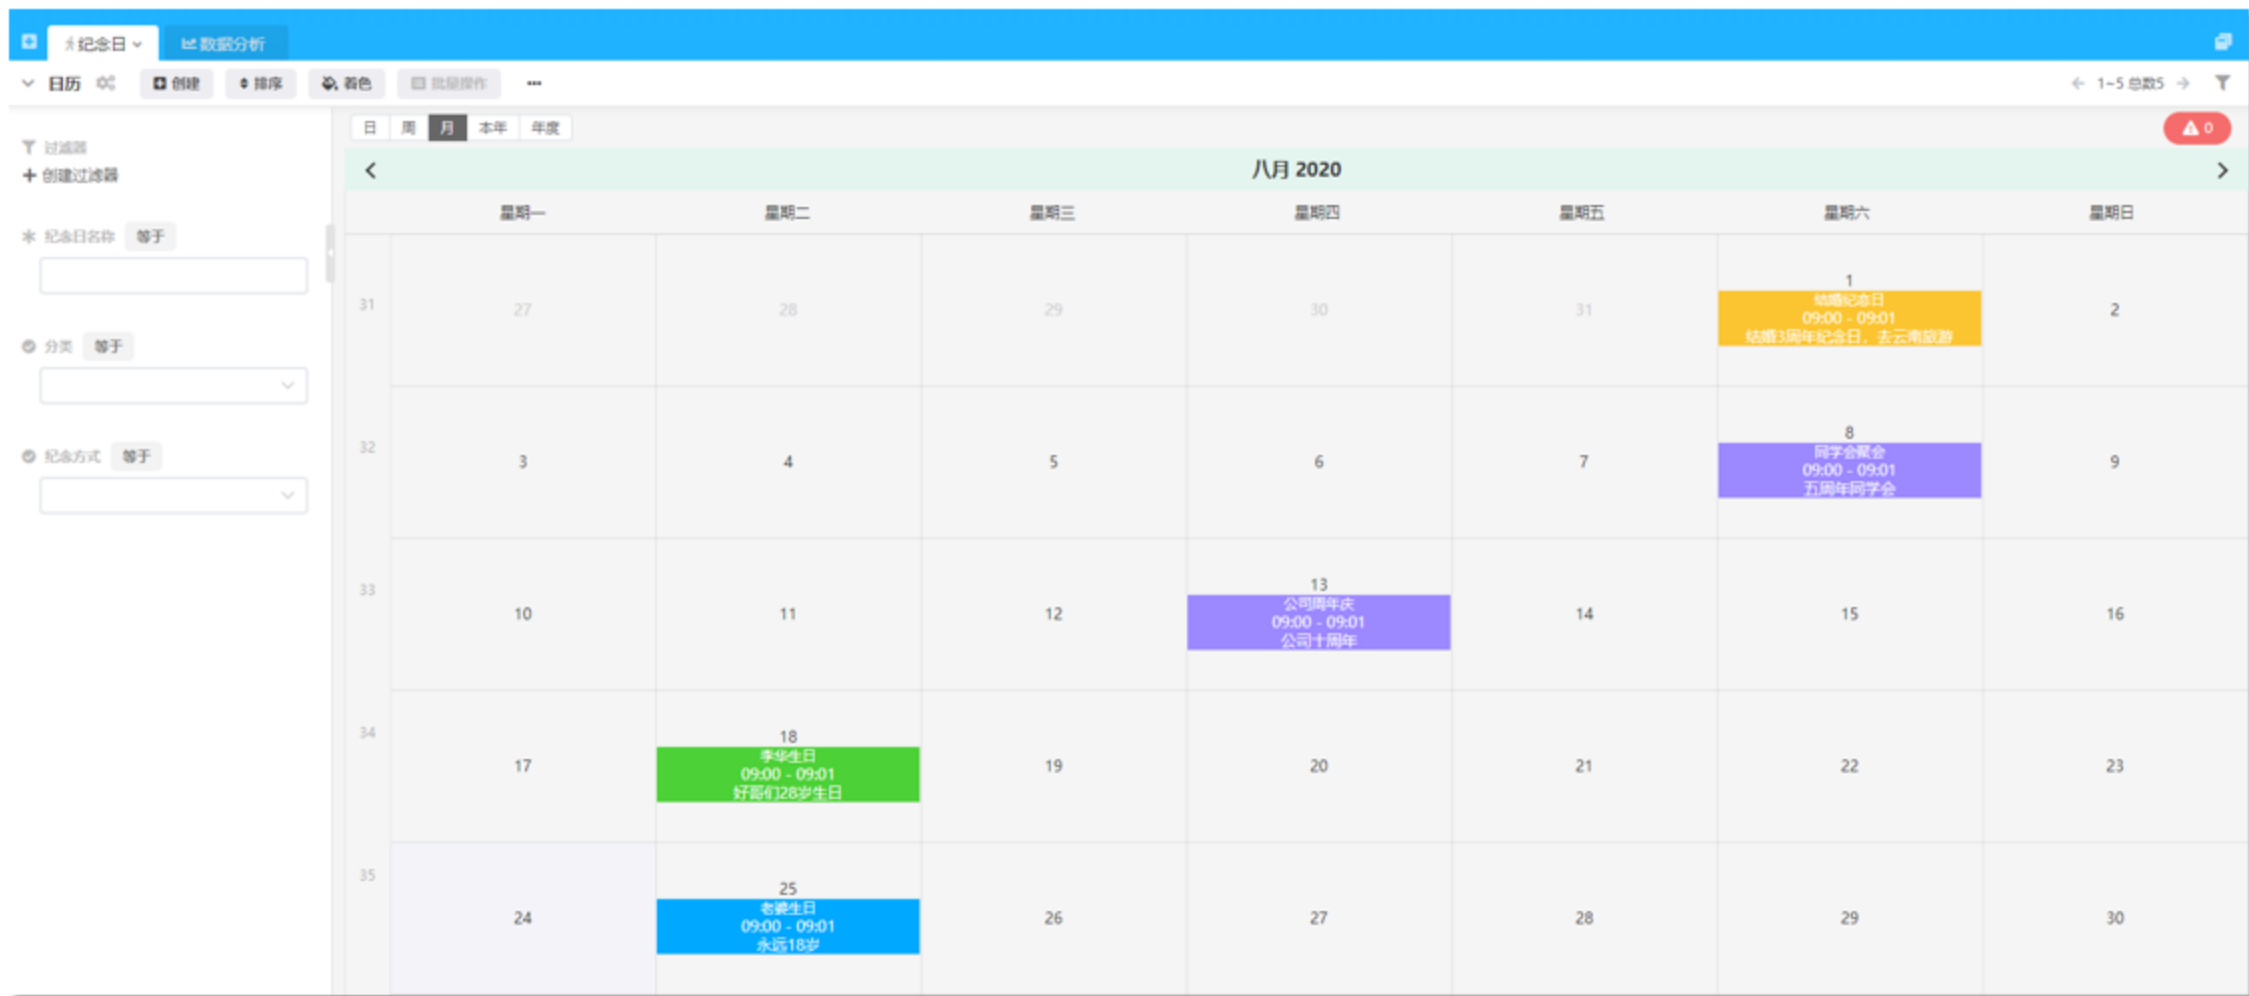 纪念日
数据分析
日历 创建 排序 着色 批量操作 ...
1~5 总数5
过滤器
创建过滤器
纪念日名称 等于
分类 等于
纪念方式 等于
日 周 月 本年 年度
0
八月 2020
星期一 星期二 星期三 星期四 星期五 星期六 星期日
31 27 28 29 30 31 1 2
结婚纪念日
09:00 - 09:01
结婚3周年纪念日,去云南旅游
32 3 4 5 6 7 8 9
同学会聚会
09:00 - 09:01
五周年同学会
33 10 11 12 13 14 15 16
公司周年庆
09:00 - 09:01
公司十周年
34 17 18 19 20 21 22 23
李华生日
09:00 - 09:01
好哥们28岁生日
35 24 25 26 27 28 29 30
老婆生日
09:00 - 09:01
永远18岁